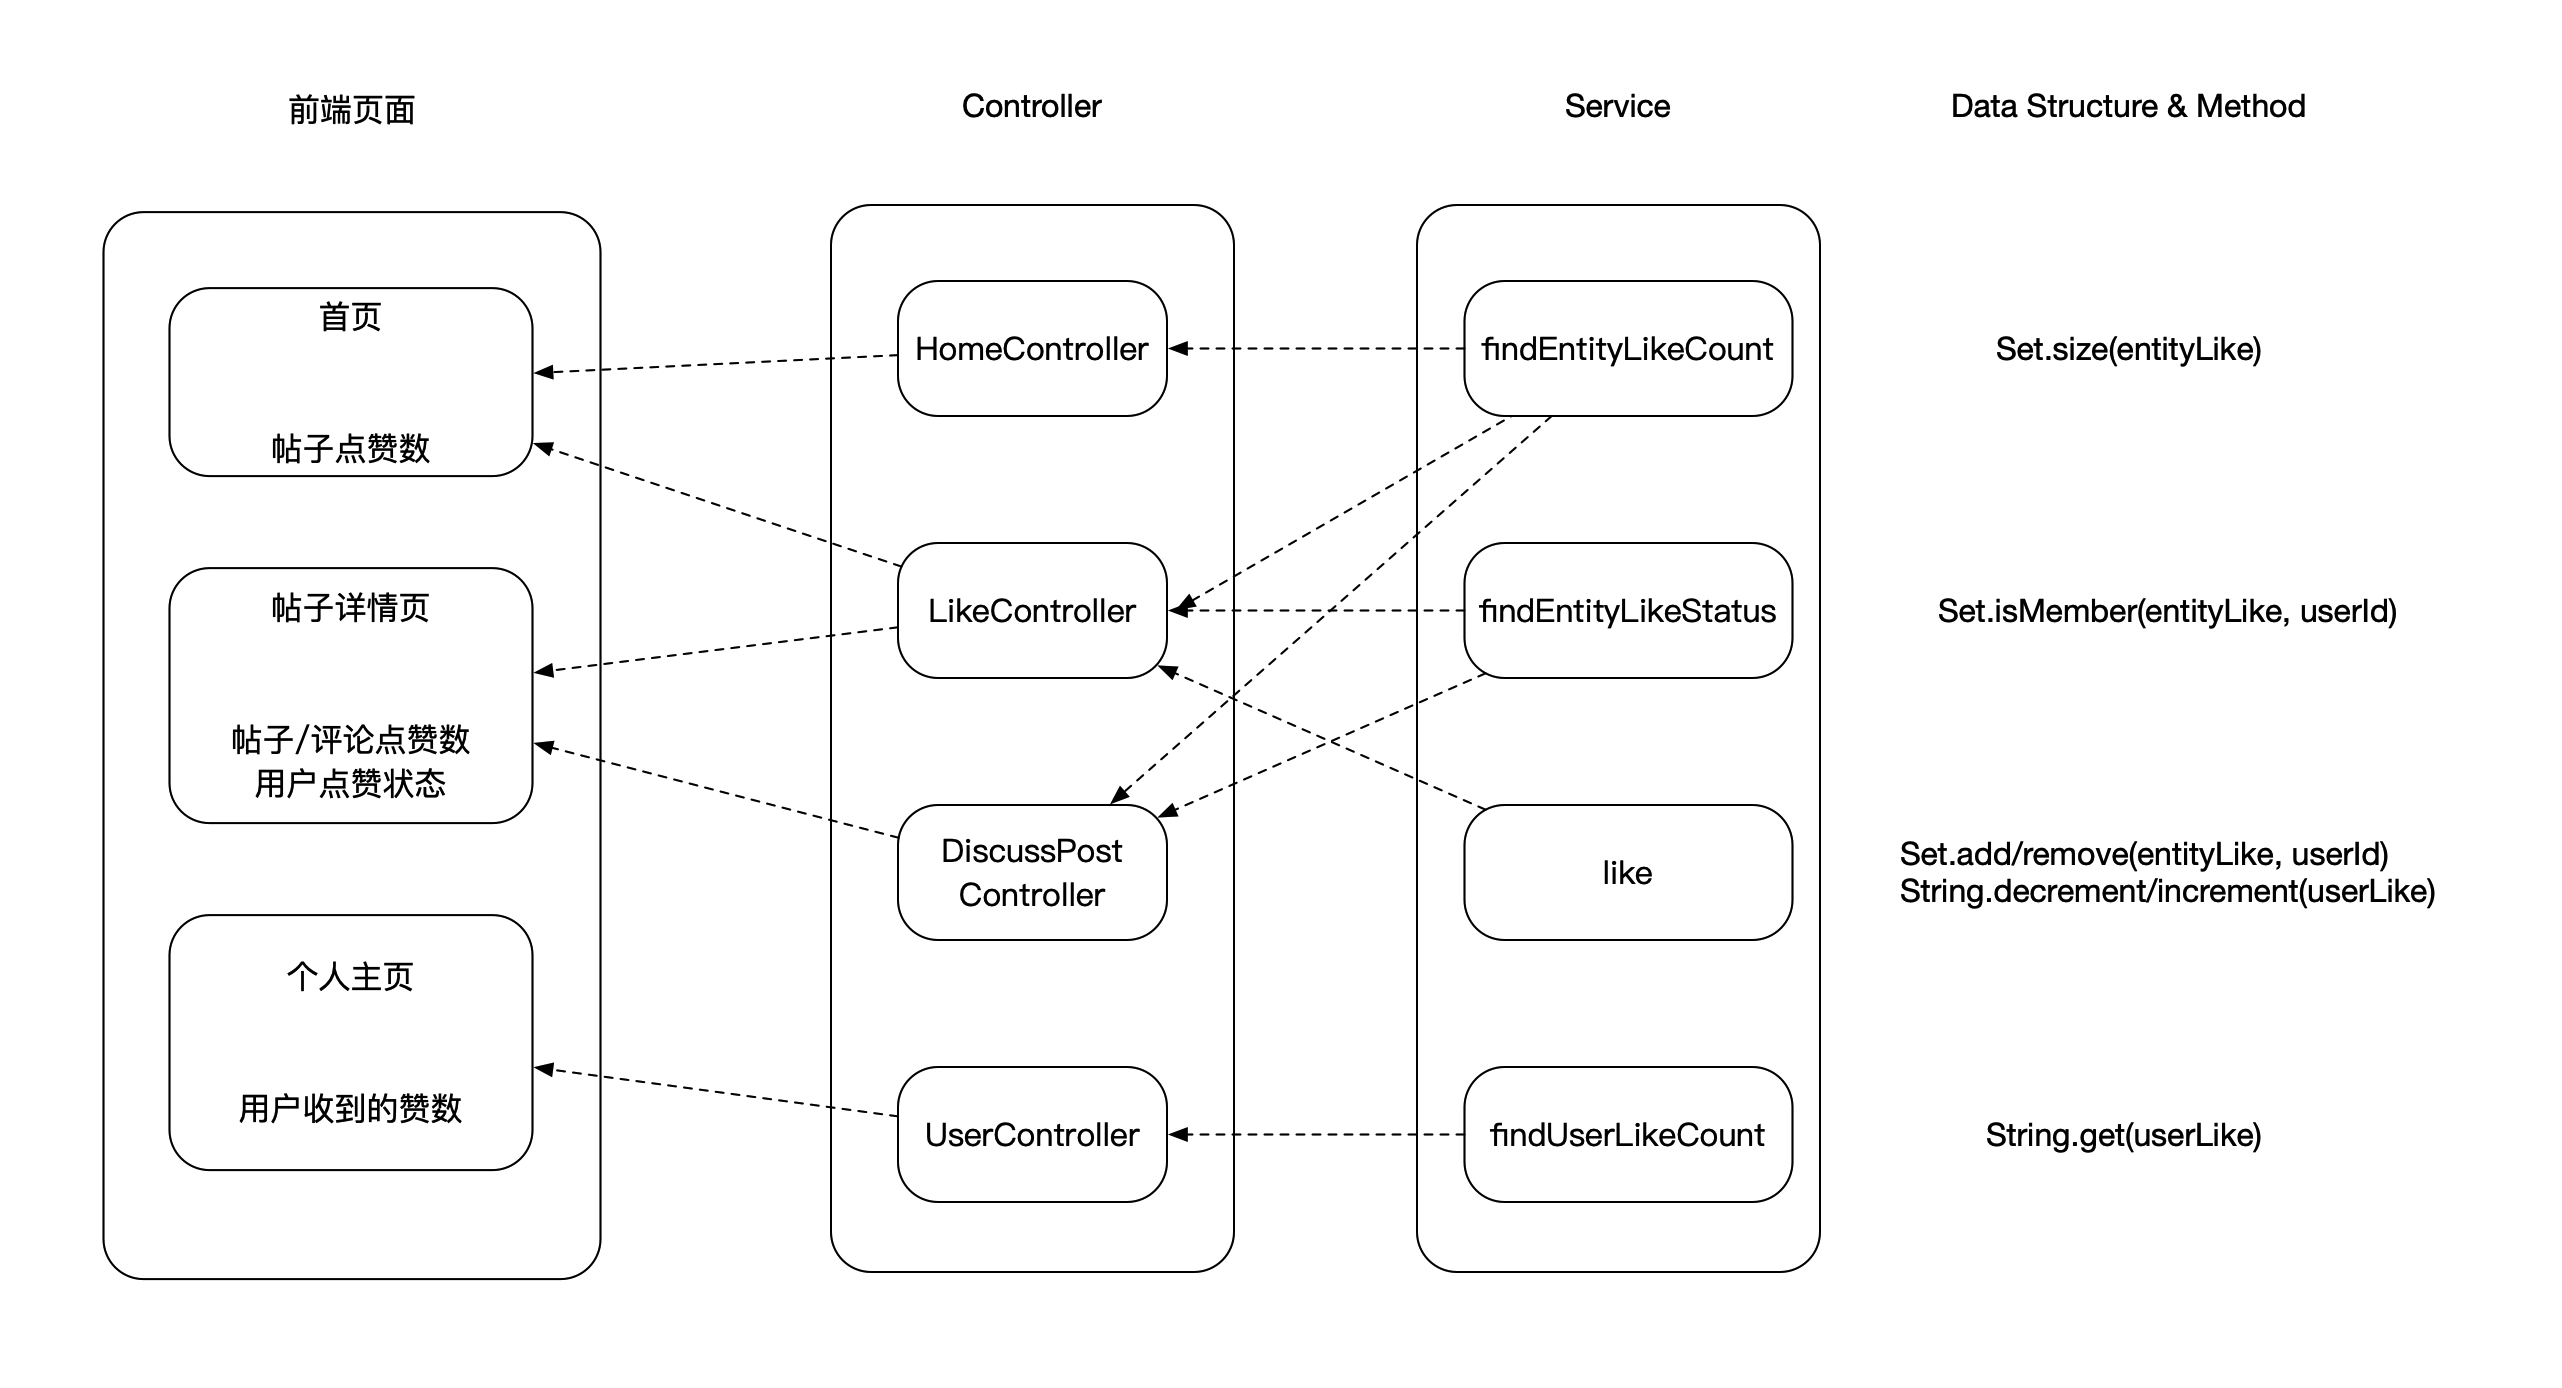 前端页面
Controller
Service
Data Structure & Method
首页
帖子点赞数
帖子详情页
帖子/评论点赞数
用户点赞状态
个人主页
用户收到的赞数
HomeController
LikeController
DiscussPost
Controller
UserController
findEntityLikeCount
findEntityLikeStatus
like
findUserLikeCount
Set.size(entityLike)
Set.isMember(entityLike, userId)
Set.add/remove(entityLike, userId)
String.decrement/increment(userLike)
String.get(userLike)